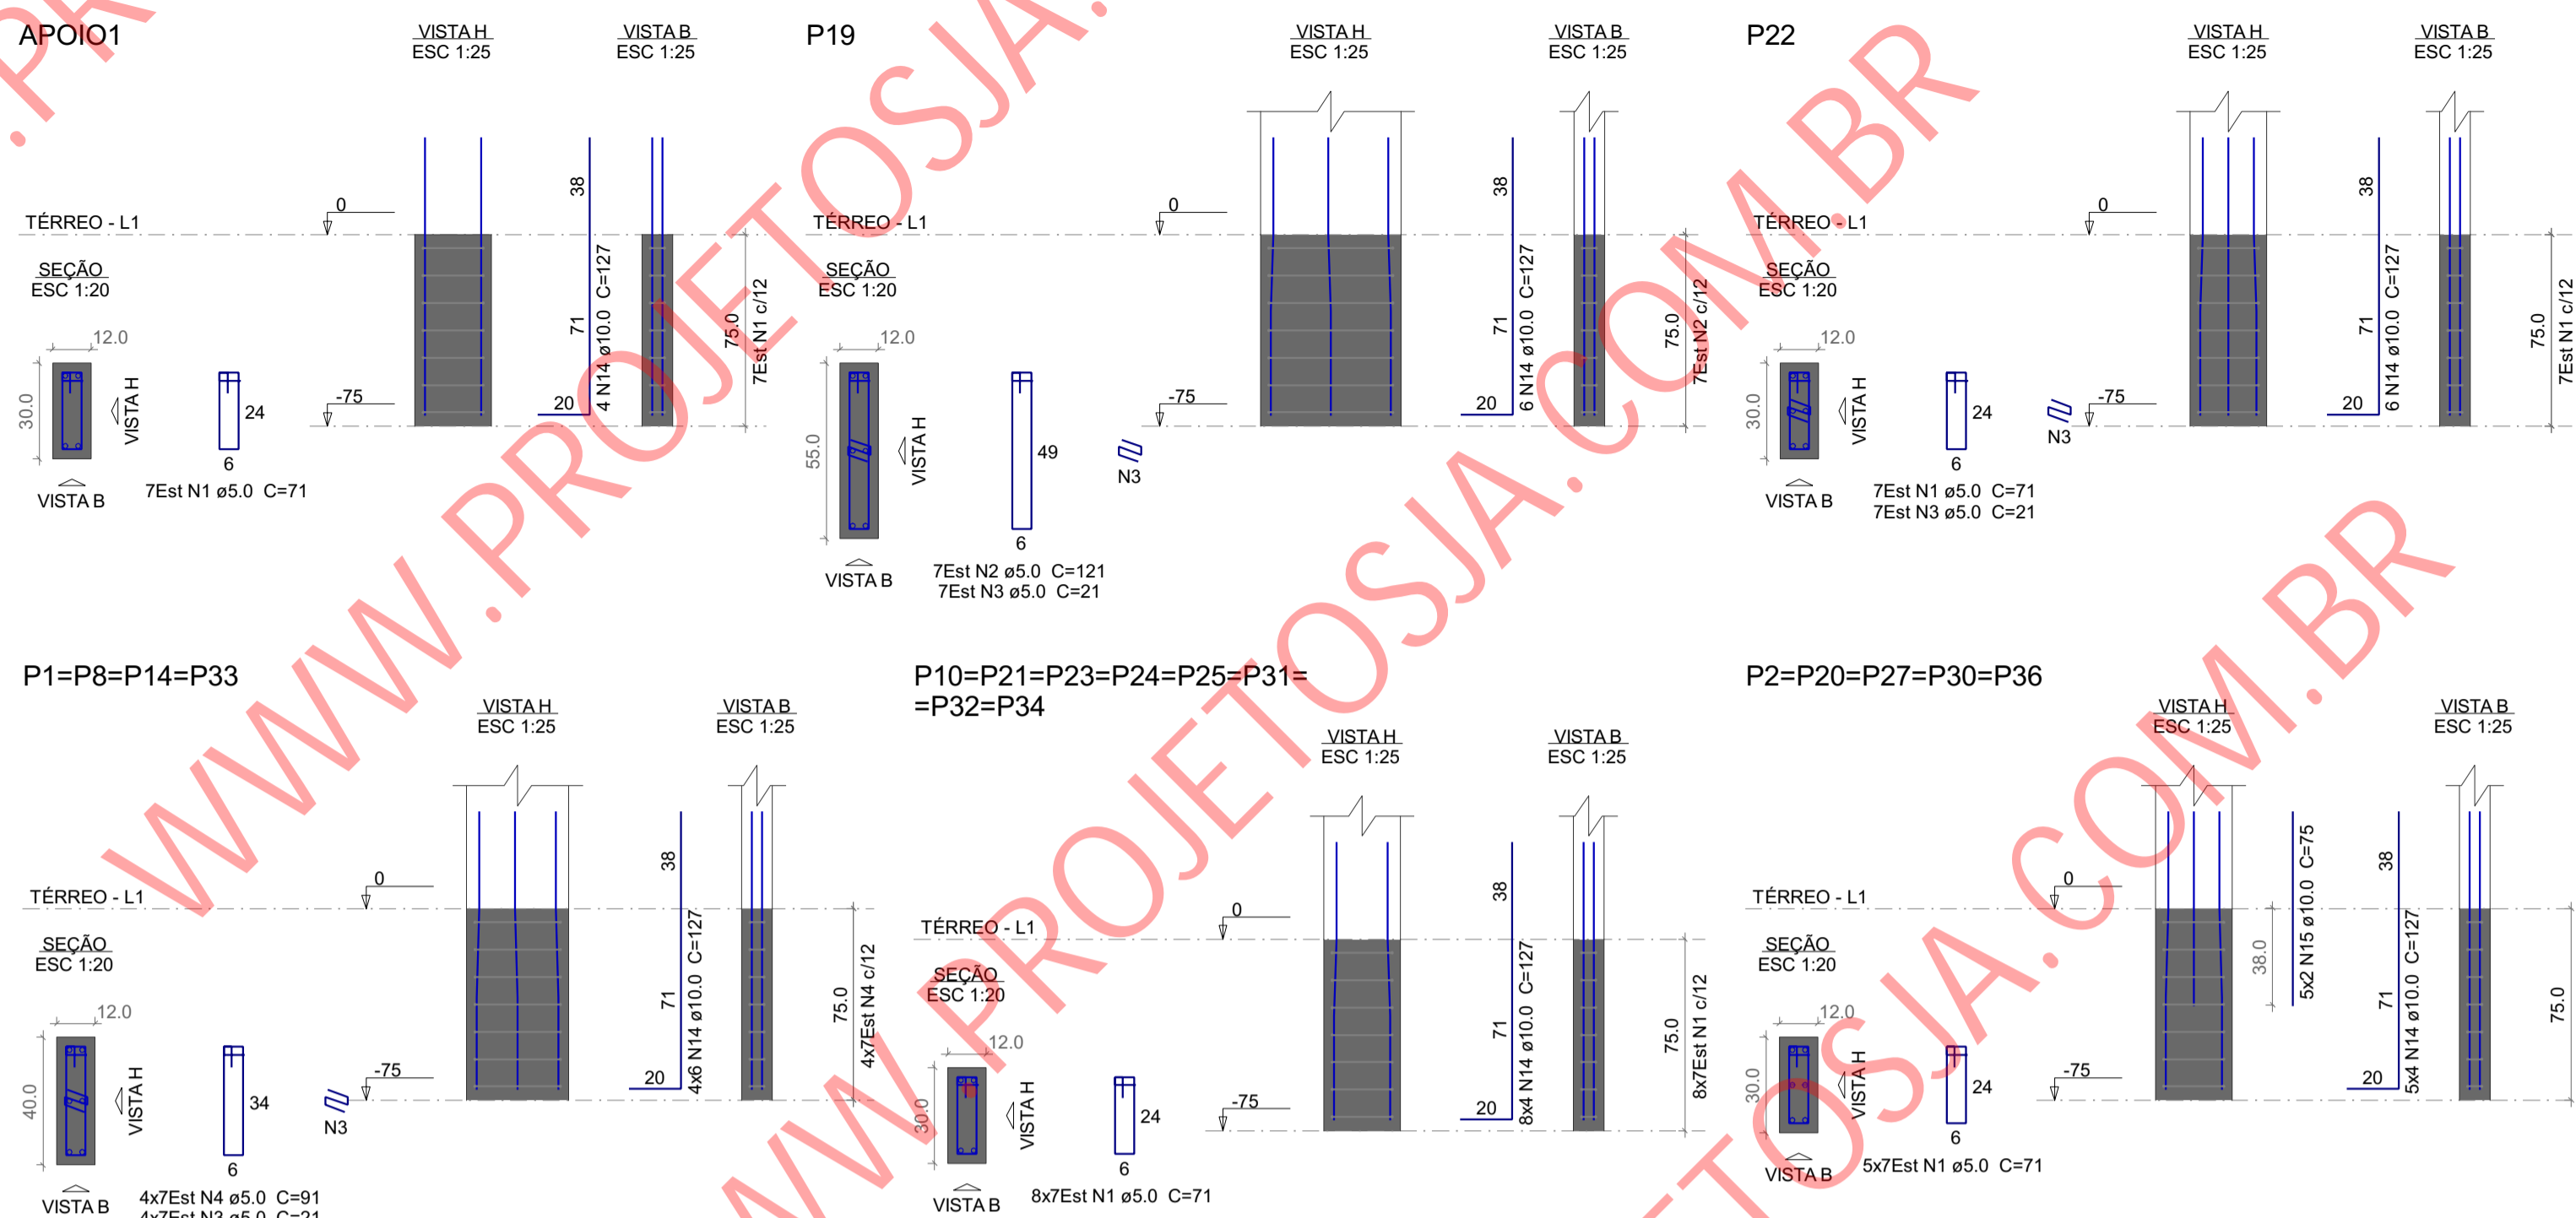 APOIO1
VISTA H
ESC 1:25
VISTA B
ESC 1:25
38
0
TÉRREO - L1
SEÇÃO
ESC 1:20
12.0
30.0
VISTA H
24
6
VISTA B
7Est N1 ø5.0 C=71
-75
71
4 N14 ø10.0 C=127
20
75.0
7Est N1 c/12
P19
VISTA H
ESC 1:25
VISTA B
ESC 1:25
38
0
TÉRREO - L1
SEÇÃO
ESC 1:20
12.0
55.0
VISTA H
49
6
N3
VISTA B
7Est N2 ø5.0 C=121
7Est N3 ø5.0 C=21
-75
71
6 N14 ø10.0 C=127
20
75.0
7Est N2 c/12
P22
VISTA H
ESC 1:25
VISTA B
ESC 1:25
38
0
TÉRREO - L1
SEÇÃO
ESC 1:20
12.0
30.0
VISTA H
24
6
N3
VISTA B
7Est N1 ø5.0 C=71
7Est N3 ø5.0 C=21
-75
71
6 N14 ø10.0 C=127
20
75.0
7Est N1 c/12
P1=P8=P14=P33
VISTA H
ESC 1:25
VISTA B
ESC 1:25
38
0
TÉRREO - L1
SEÇÃO
ESC 1:20
12.0
40.0
VISTA H
34
6
N3
VISTA B
4x7Est N4 ø5.0 C=91
4x7Est N3 ø5.0 C=21
-75
71
4x6 N14 ø10.0 C=127
20
75.0
4x7Est N4 c/12
P10=P21=P23=P24=P25=P31=
=P32=P34
VISTA H
ESC 1:25
VISTA B
ESC 1:25
38
0
TÉRREO - L1
SEÇÃO
ESC 1:20
12.0
30.0
VISTA H
24
6
VISTA B
8x7Est N1 ø5.0 C=71
-75
71
8x4 N14 ø10.0 C=127
20
75.0
8x7Est N1 c/12
P2=P20=P27=P30=P36
VISTA H
ESC 1:25
VISTA B
ESC 1:25
5x2 N15 ø10.0 C=75
38.0
38
0
TÉRREO - L1
SEÇÃO
ESC 1:20
12.0
30.0
VISTA H
24
6
VISTA B
5x7Est N1 ø5.0 C=71
-75
71
5x4 N14 ø10.0 C=127
20
75.0
WWW.PROJETOSJA.COM.BR
WWW.PROJETOSJA.COM.BR